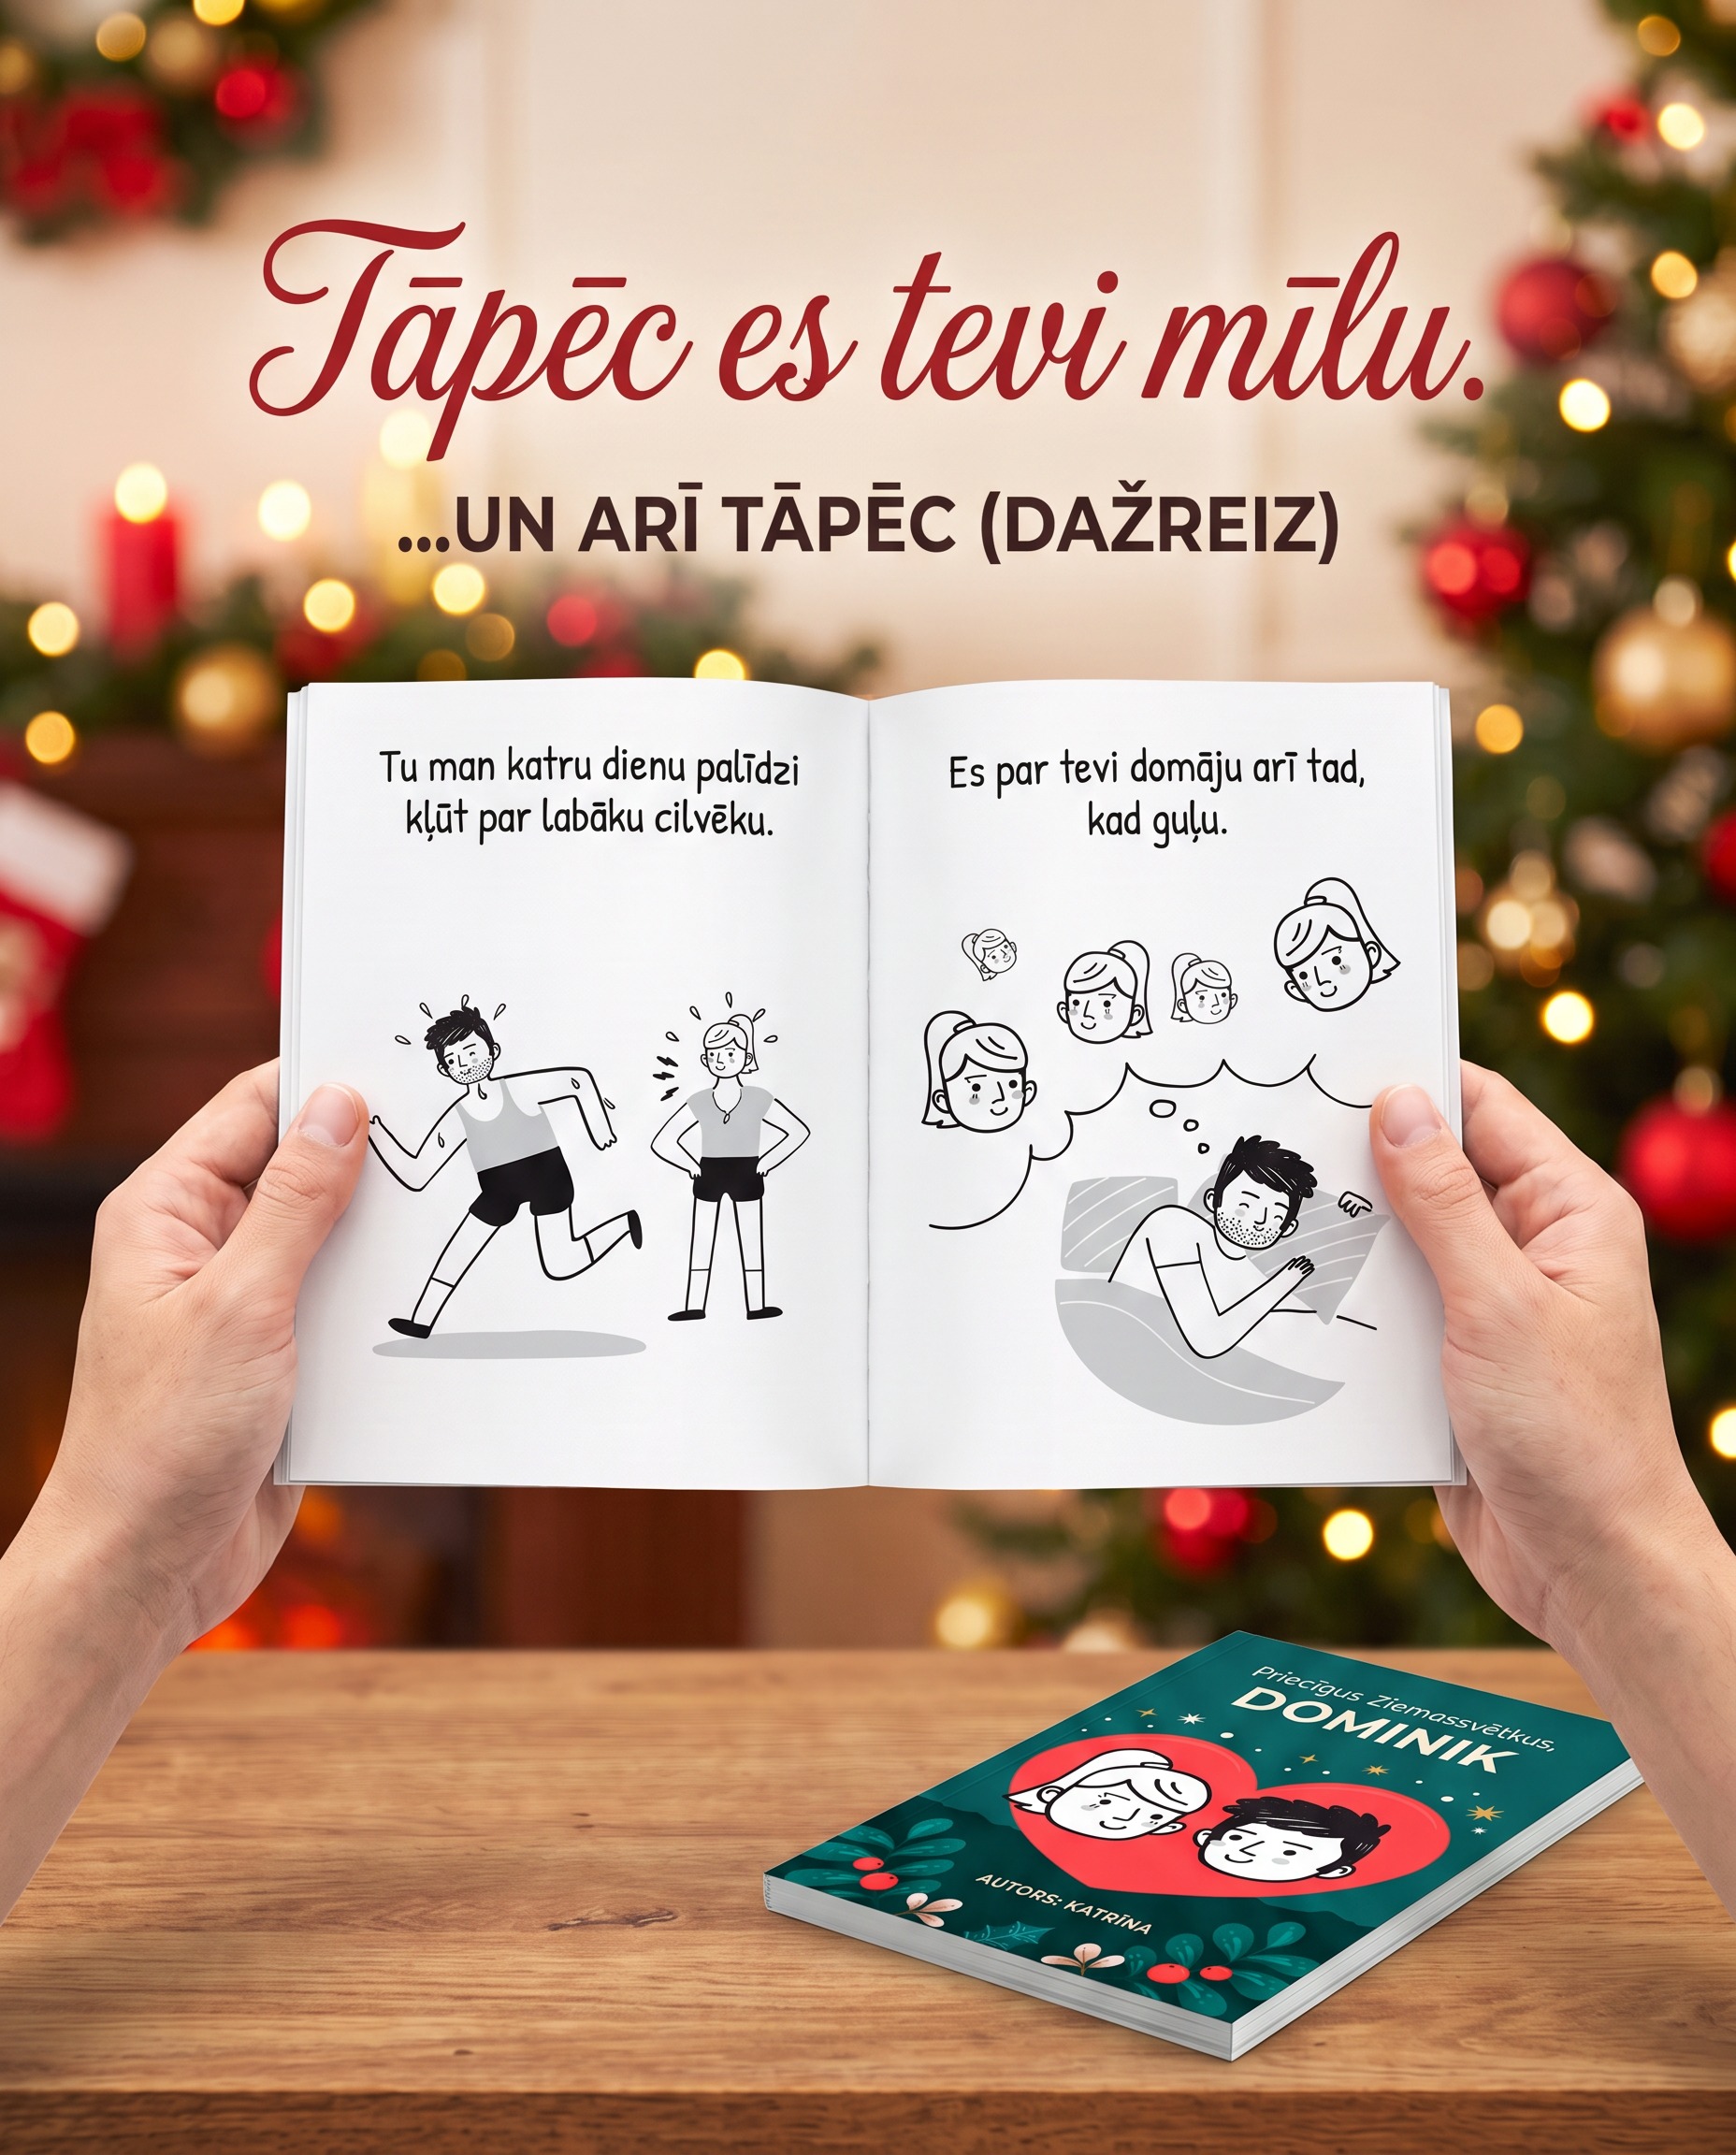 Tāpēc es tevi mīlu.
...UN ARĪ TĀPĒC (DAŽREIZ)
Tu man katru dienu palīdzi
kļūt par labāku cilvēku.
Es par tevi domāju arī tad,
kad guļu.
Priecīgus Ziemassvētkus,
DOMINIK
AUTORS: KATRĪNA